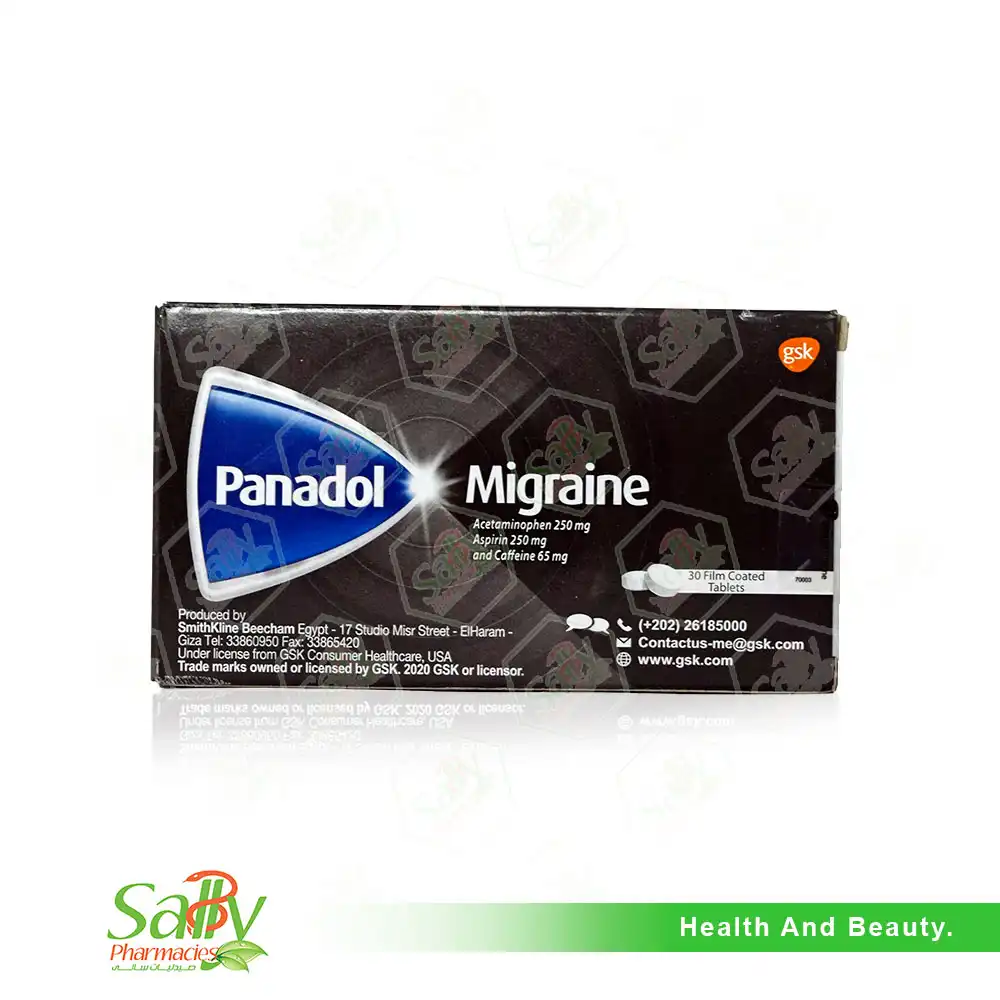 gsk
Panadol
Migraine
Acetaminophen 250 mg
Aspirin 250 mg
and Caffeine 65 mg
30 Film Coated
Tablets
70003
Produced by
SmithKline Beecham Egypt - 17 Studio Misr Street - ElHaram -
Giza Tel: 33860950 Fax: 33865420
Under license from GSK Consumer Healthcare, USA
Trade marks owned or licensed by GSK. 2020 GSK or licensor.
(+202) 26185000
Contactus-me@gsk.com
www.gsk.com
Sally
Pharmacies
صيدليات سالي
Health And Beauty.